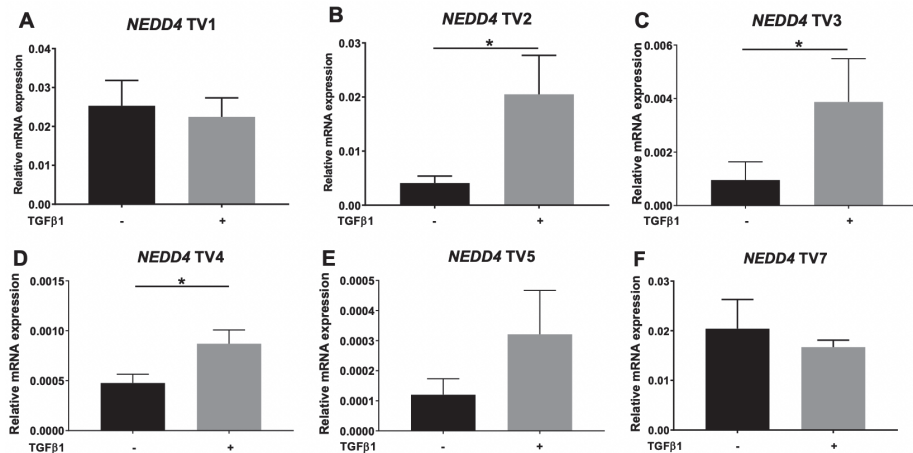 A
NEDD4 TV1
Relative mRNA expression
0.04
0.03
0.02
0.01
0.00
TGFβ1 - +
B
NEDD4 TV2
*
Relative mRNA expression
0.03
0.02
0.01
0.00
TGFβ1 - +
C
NEDD4 TV3
*
Relative mRNA expression
0.006
0.004
0.002
0.000
TGFβ1 - +
D
NEDD4 TV4
*
Relative mRNA expression
0.0015
0.0010
0.0005
0.0000
TGFβ1 - +
E
NEDD4 TV5
Relative mRNA expression
0.0005
0.0004
0.0003
0.0002
0.0001
0.0000
TGFβ1 - +
F
NEDD4 TV7
Relative mRNA expression
0.03
0.02
0.01
0.00
TGFβ1 - +